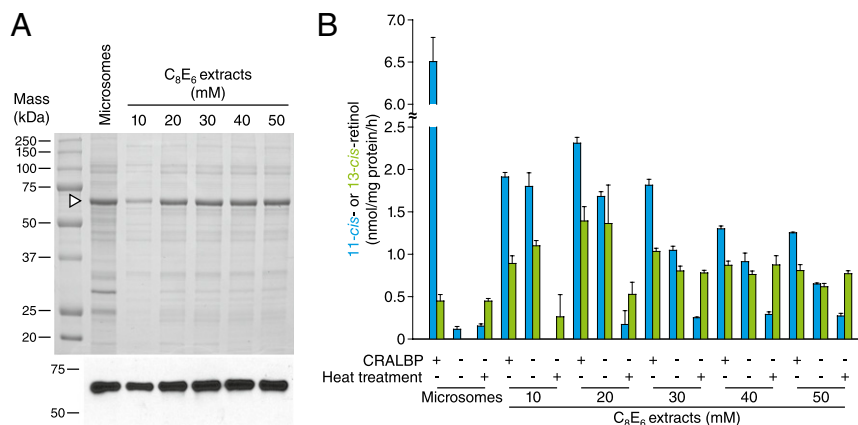 A
Mass
(kDa)
Microsomes
C8E6 extracts
(mM)
10 20 30 40 50
250
150
100
75
50
37
25
20
75
50
B
11-cis- or 13-cis-retinol
(nmol/mg protein/h)
7.0
6.5
6.0
2.5
2.0
1.5
1.0
0.5
0
CRALBP + - - + - - + - - + - - + - - + - -
Heat treatment - - + - - + - - + - - + - - + - - +
Microsomes 10 20 30 40 50
C8E6 extracts (mM)